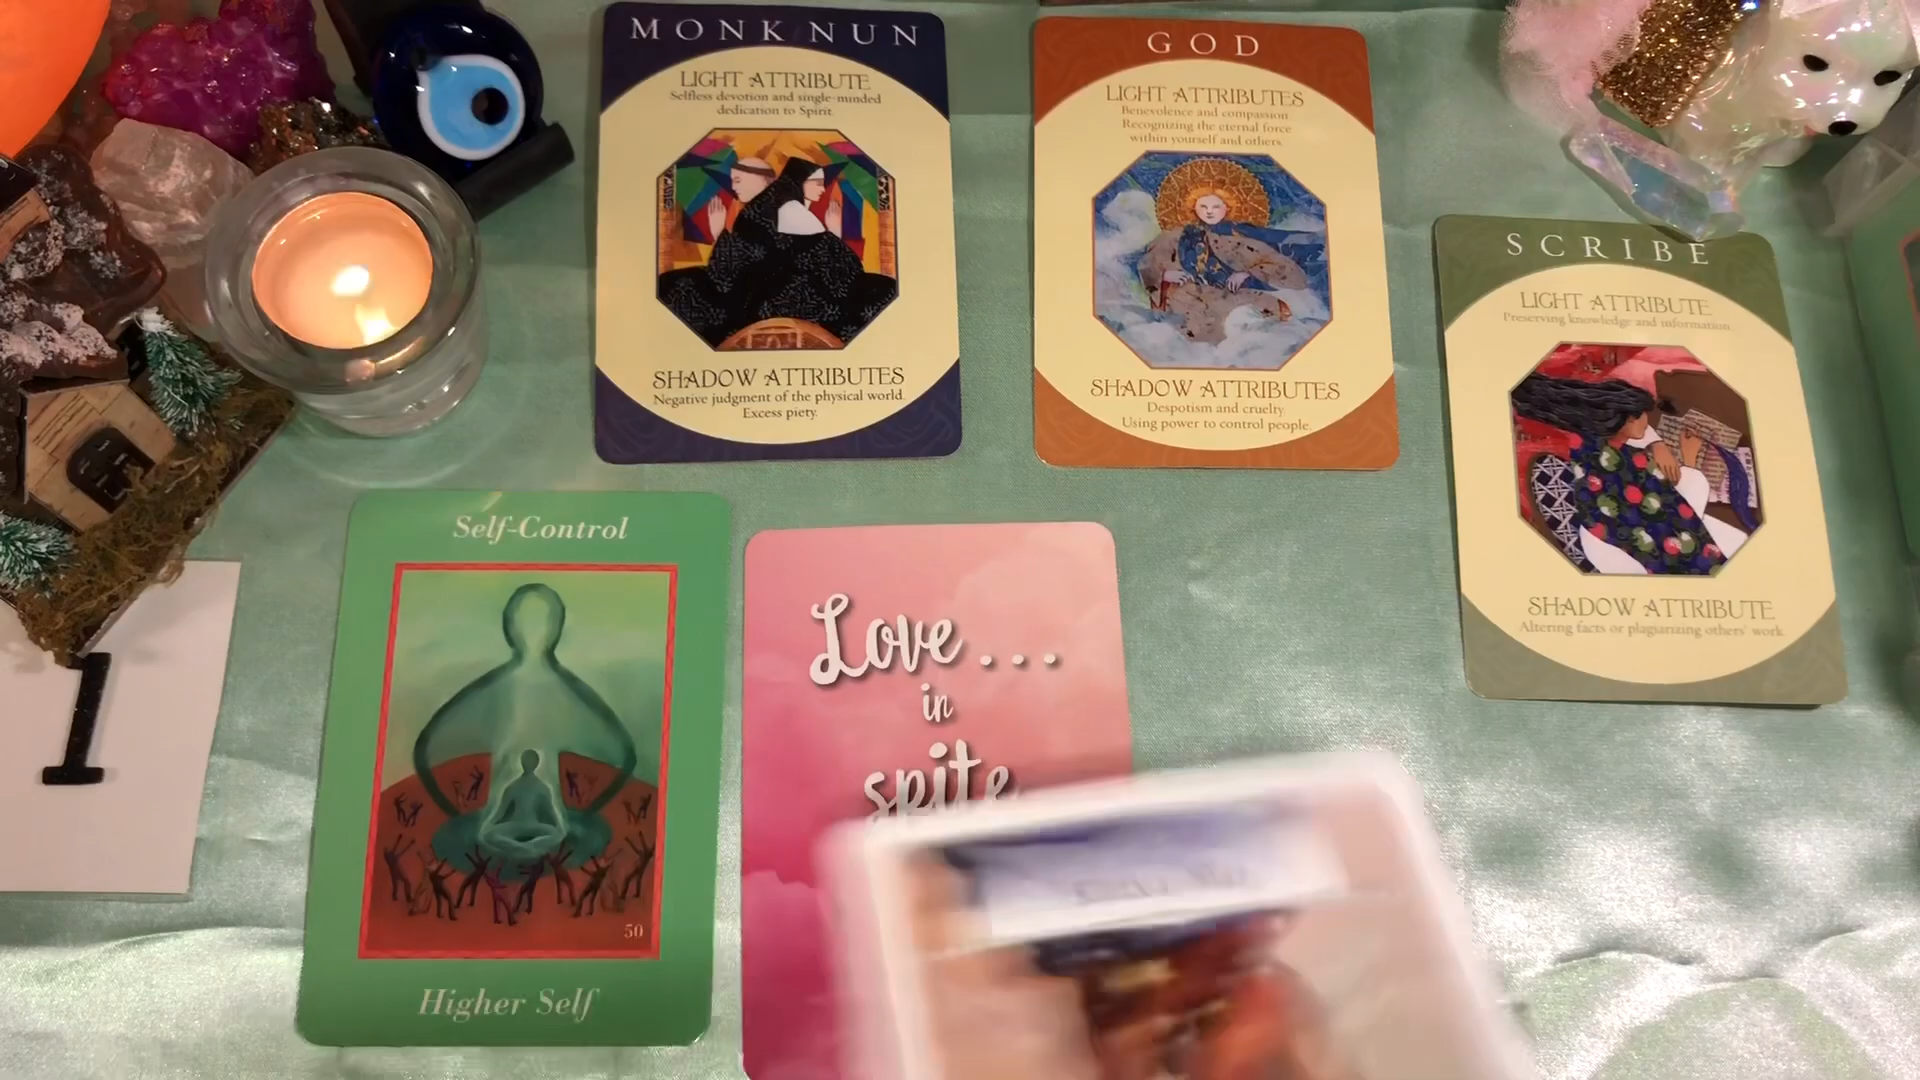 MONK NUN
LIGHT ATTRIBUTE
Selfless devotion and single-minded
dedication to Spirit.
SHADOW ATTRIBUTES
Negative judgment of the physical world.
Excess piety.
GOD
LIGHT ATTRIBUTES
Benevolence and compassion
Recognizing the eternal force
within yourself and others.
SHADOW ATTRIBUTES
Despotism and cruelty
Using power to control people.
SCRIBE
LIGHT ATTRIBUTE
Preserving knowledge and information.
SHADOW ATTRIBUTE
Altering facts or plagiarizing others' work.
1
Self-Control
50
Higher Self
Love...
in
spite